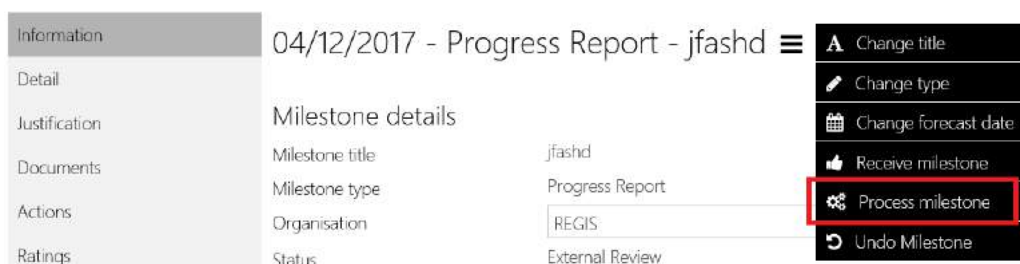 Information
Detail
Justification
Documents
Actions
Ratings
04/12/2017 - Progress Report - jfashd
Milestone details
Milestone title jfashd
Milestone type Progress Report
Organisation REGIS
Status External Review
Change title
Change type
Change forecast date
Receive milestone
Process milestone
Undo Milestone